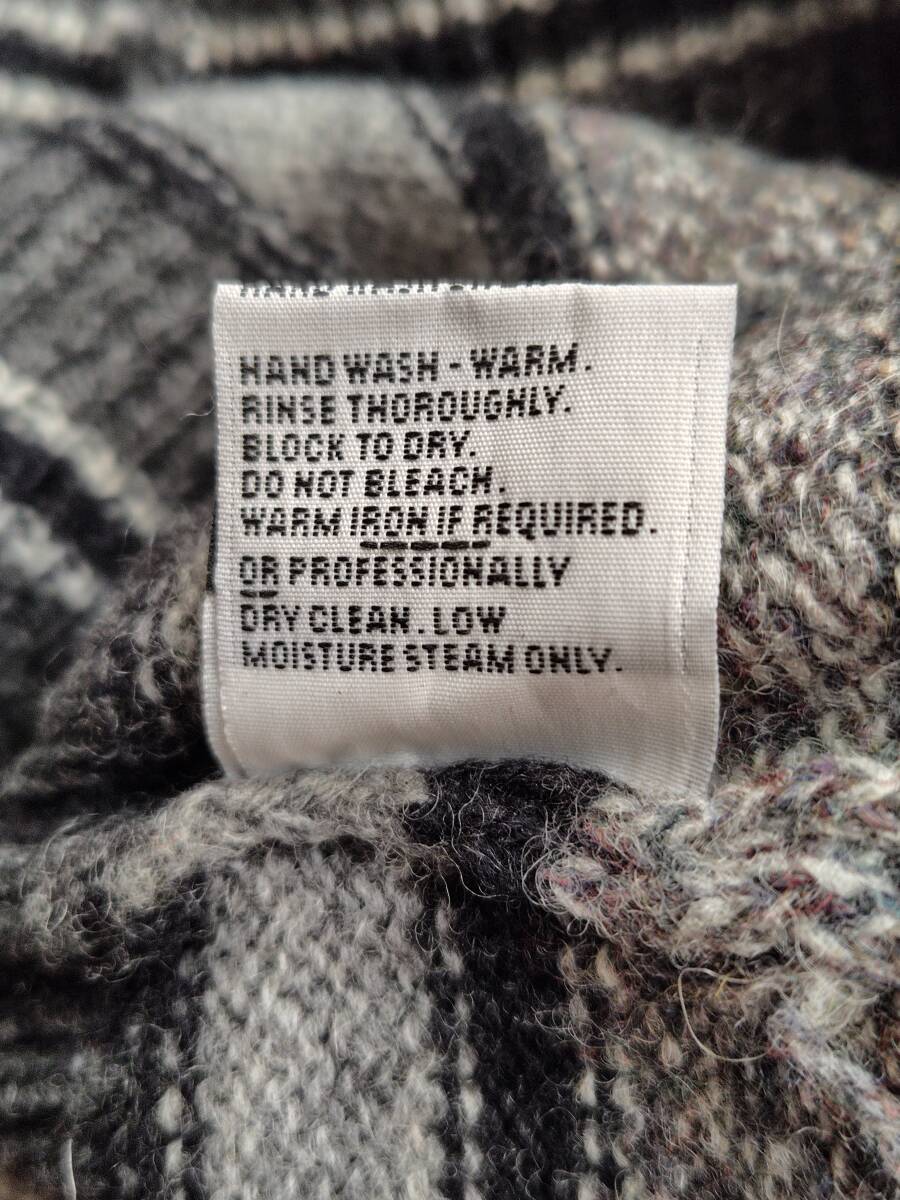 HAND WASH - WARM.
RINSE THOROUGHLY.
BLOCK TO DRY.
DO NOT BLEACH.
WARM IRON IF REQUIRED.
OR PROFESSIONALLY
DRY CLEAN. LOW
MOISTURE STEAM ONLY.